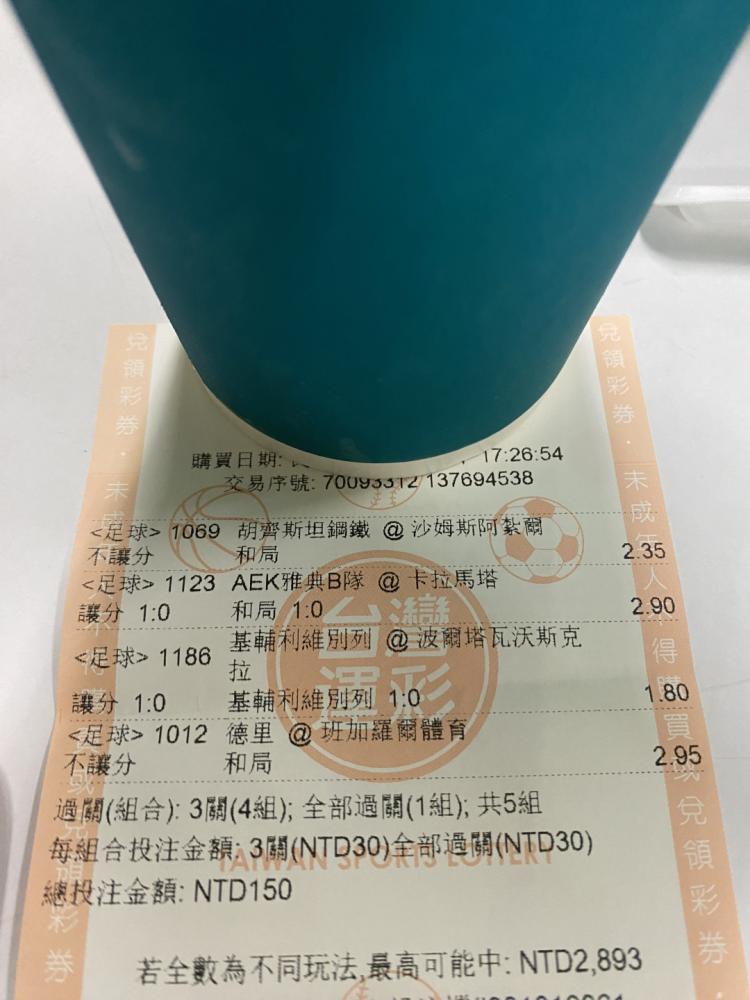 購買日期: 17:26:54
交易序號: 70093312 137694538
<足球> 1069 胡齊斯坦鋼鐵 @ 沙姆斯阿紮爾
不讓分 和局 2.35
<足球> 1123 AEK雅典B隊 @ 卡拉馬塔
讓分 1:0 和局 1:0 2.90
<足球> 1186 基輔利維別列 @ 波爾塔瓦沃斯克
拉
讓分 1:0 基輔利維別列 1:0 1.80
<足球> 1012 德里 @ 班加羅爾體育
不讓分 和局 2.95
過關(組合): 3關(4組); 全部過關(1組); 共5組
每組合投注金額: 3關(NTD30)全部過關(NTD30)
總投注金額: NTD150
若全數為不同玩法,最高可能中: NTD2,893
台灣
運彩
TAIWAN SPORTS LOTTERY
兌領彩券．未成
領彩券
兌領彩券．未成年人不得購買或兌領彩券．